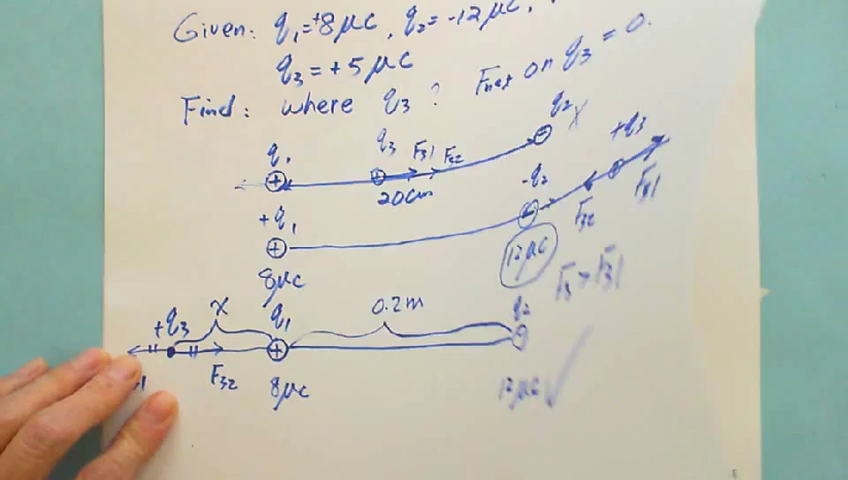 Given: q₁=+8μC, q₂=-12μC,
q₃=+5μC
Find: where q₃? Fnet on q₃=0.
q₁ q₃ F31 F32 q₂ X
20cm
+q₁ -q₂ F32 +q₃ F31
8μC 12μC F3>F31
+q₃ X q₁ 0.2m q₂
F32 8μC 12μC ✓